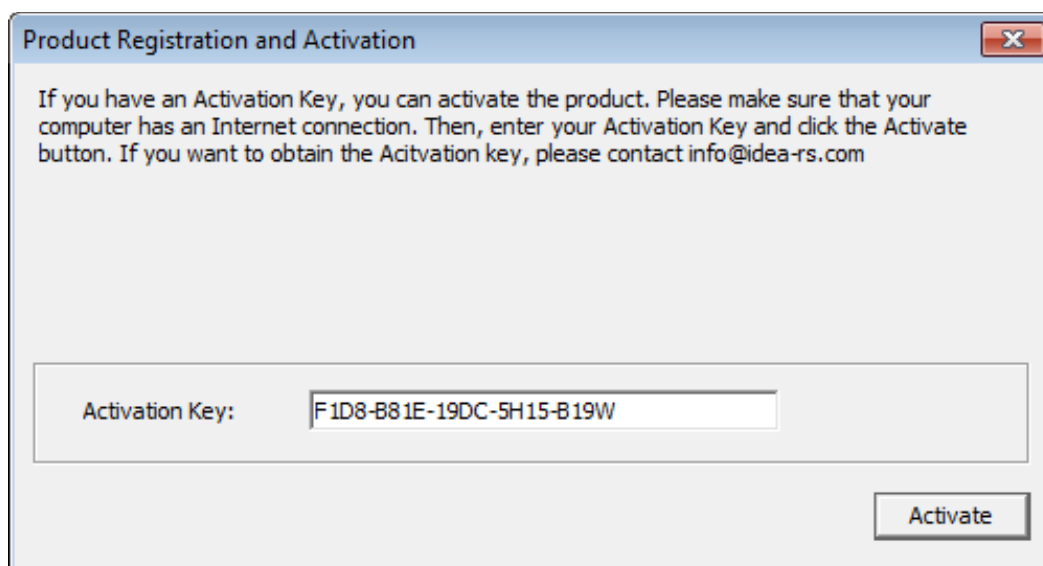 Product Registration and Activation
If you have an Activation Key, you can activate the product. Please make sure that your
computer has an Internet connection. Then, enter your Activation Key and click the Activate
button. If you want to obtain the Acitvation key, please contact info@idea-rs.com
Activation Key: F1D8-B81E-19DC-5H15-B19W
Activate